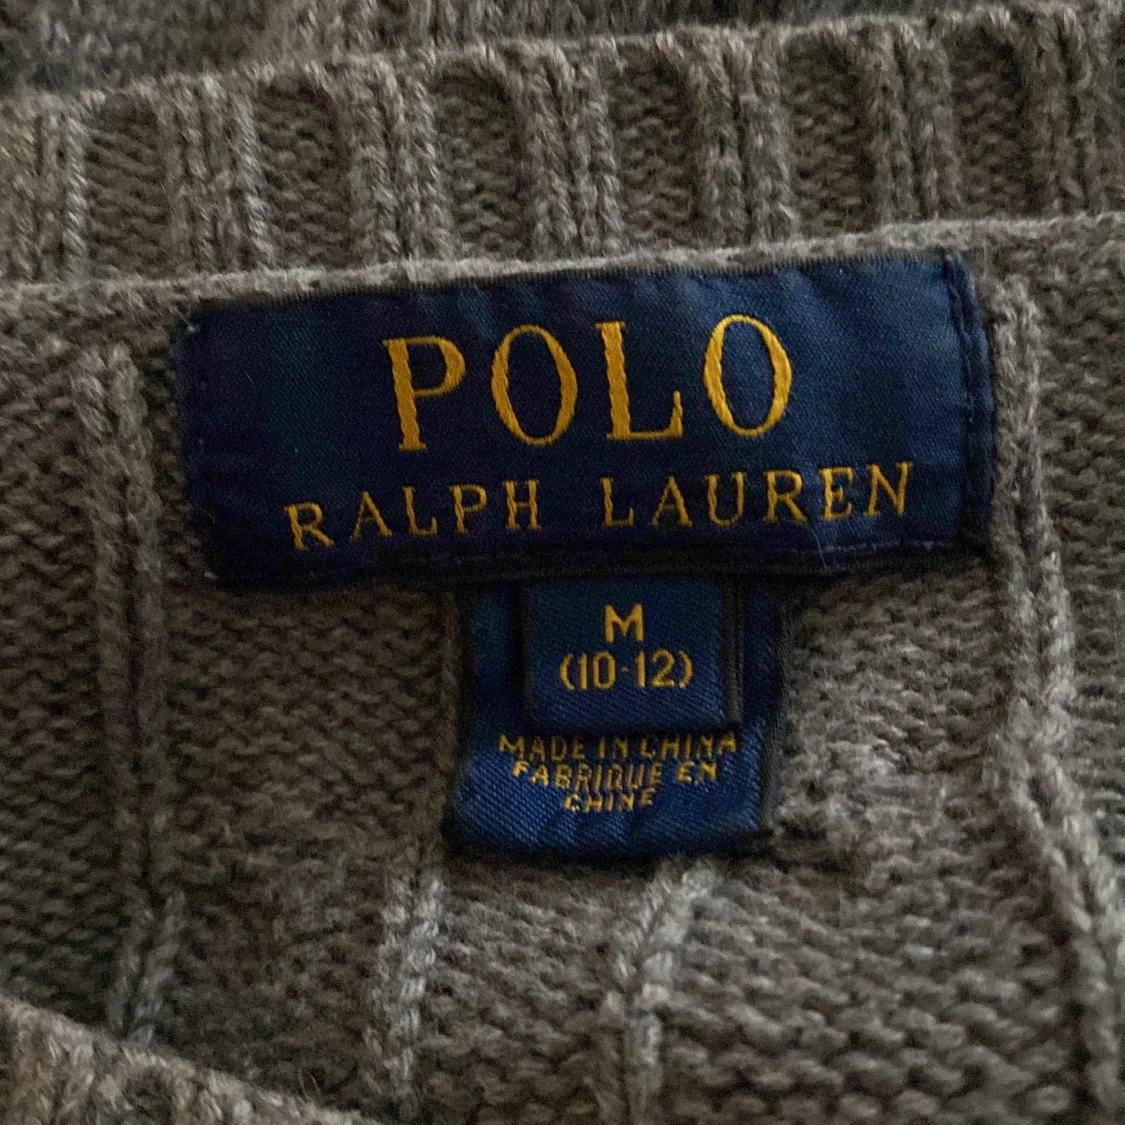 POLO
RALPH LAUREN
M
(10-12)
MADE IN CHINA
FABRIQUE EN
CHINE